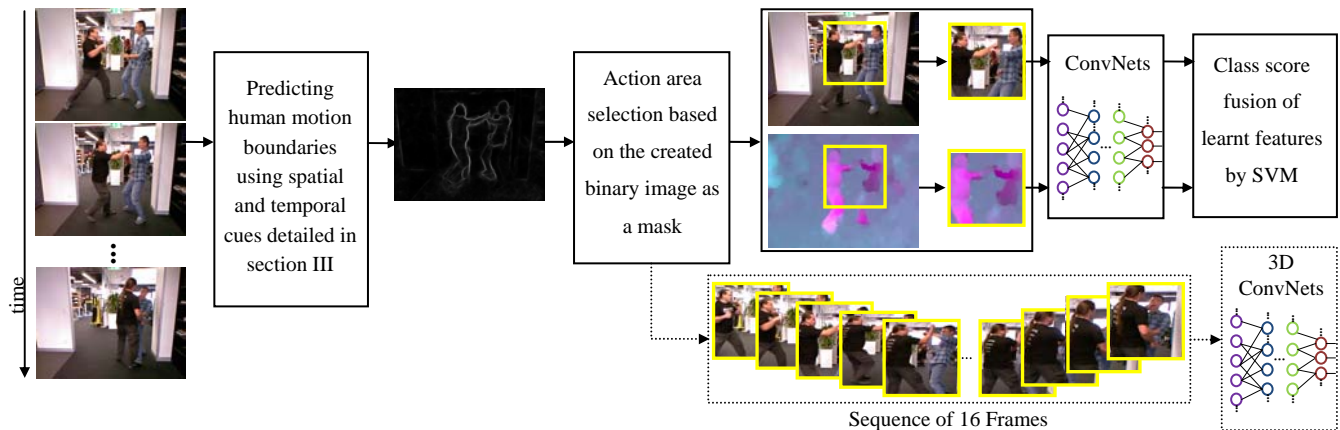 time
Predicting
human motion
boundaries
using spatial
and temporal
cues detailed in
section III
Action area
selection based
on the created
binary image as
a mask
ConvNets
Class score
fusion of
learnt features
by SVM
Sequence of 16 Frames
3D
ConvNets